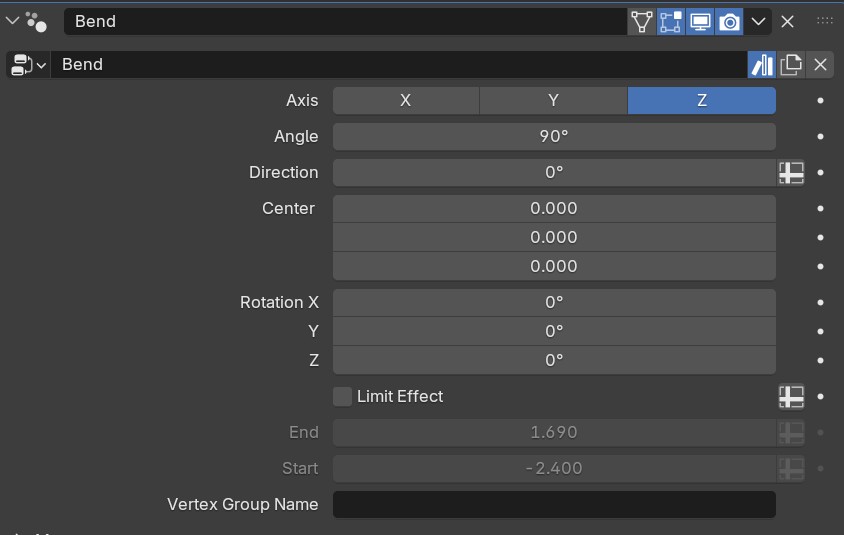 Bend
Bend
Axis X Y Z
Angle 90°
Direction 0°
Center 0.000
0.000
0.000
Rotation X 0°
Y 0°
Z 0°
Limit Effect
End 1.690
Start -2.400
Vertex Group Name